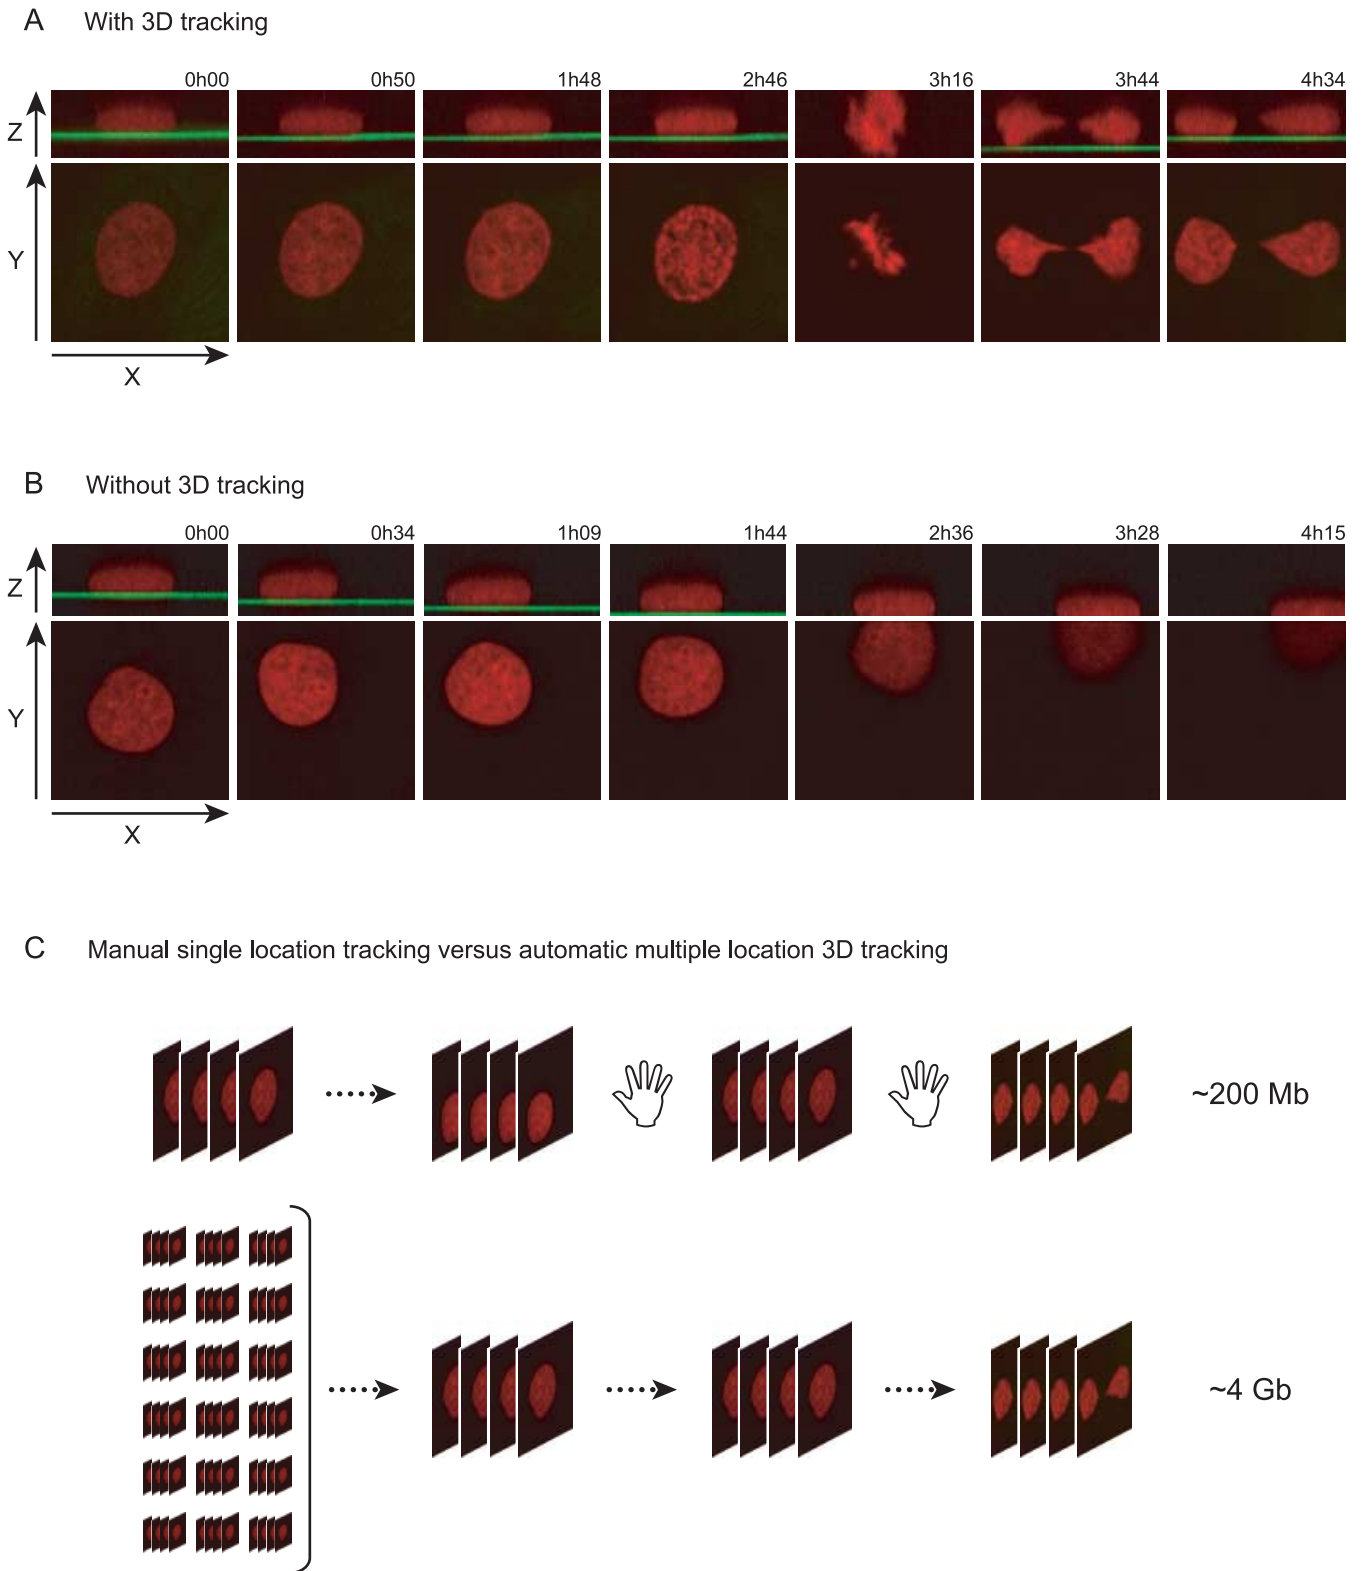 A With 3D tracking
0h00 0h50 1h48 2h46 3h16 3h44 4h34
Z
Y
X
B Without 3D tracking
0h00 0h34 1h09 1h44 2h36 3h28 4h15
Z
Y
X
C Manual single location tracking versus automatic multiple location 3D tracking
~200 Mb
~4 Gb